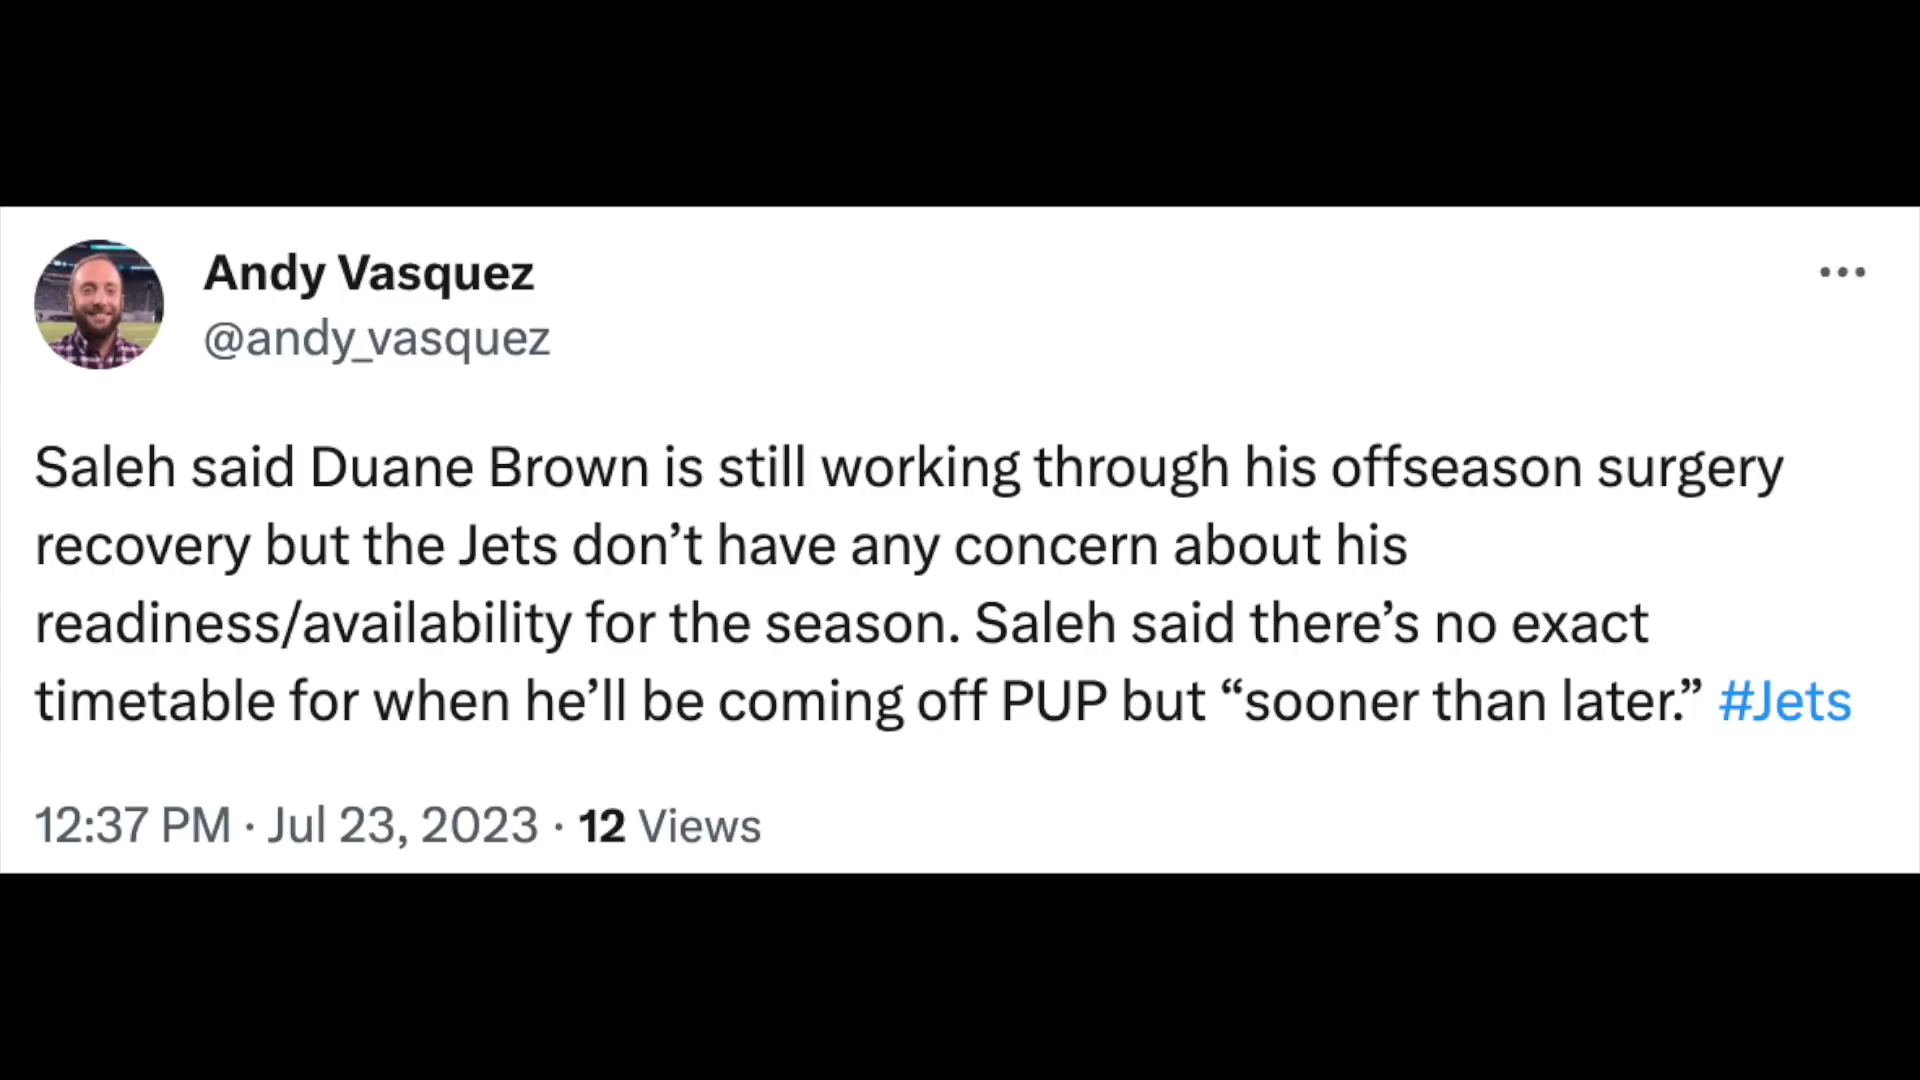 Andy Vasquez
@andy_vasquez
Saleh said Duane Brown is still working through his offseason surgery
recovery but the Jets don’t have any concern about his
readiness/availability for the season. Saleh said there’s no exact
timetable for when he’ll be coming off PUP but “sooner than later.” #Jets
12:37 PM · Jul 23, 2023 · 12 Views